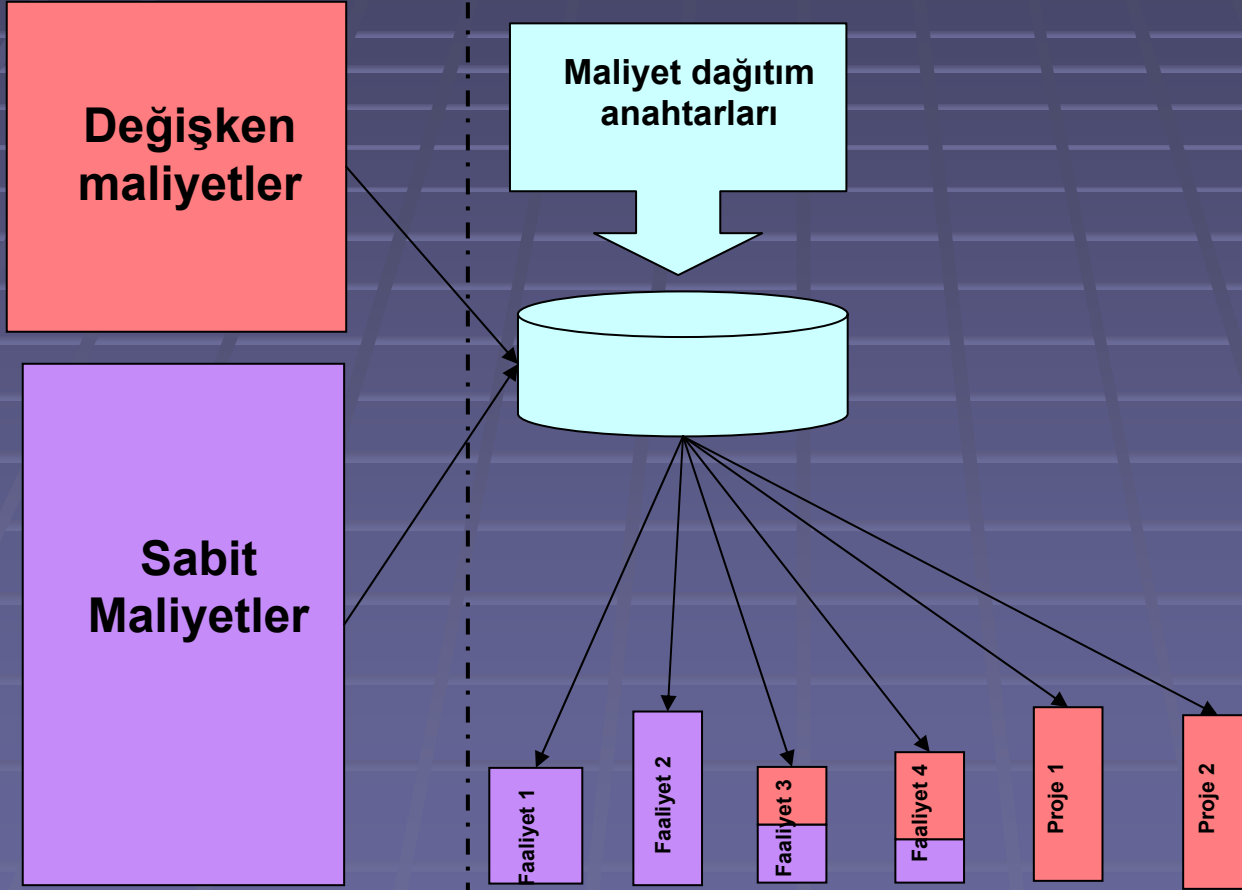 Değişken
maliyetler
Maliyet dağıtım
anahtarları
Sabit
Maliyetler
Faaliyet 1
Faaliyet 2
Faaliyet 3
Faaliyet 4
Proje 1
Proje 2